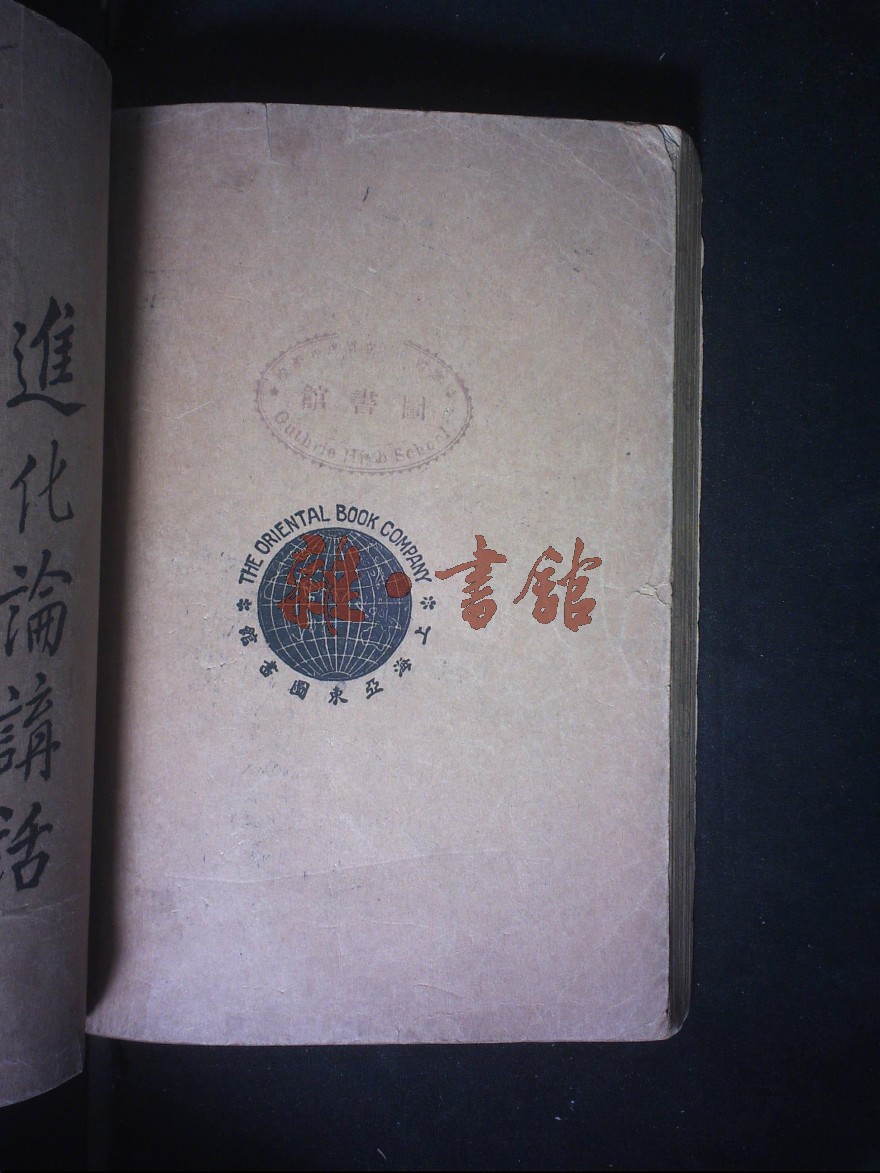 進化論講話
圖書館
Guthrie High School
THE ORIENTAL BOOK COMPANY
上海亞東圖書館
雜·書館